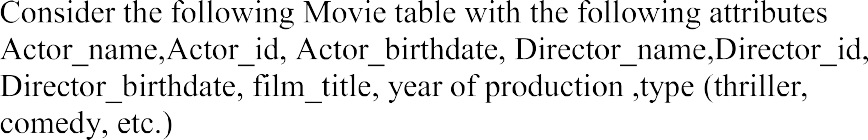 Consider the following Movie table with the following attributes
Actor_name,Actor_id, Actor_birthdate, Director_name,Director_id,
Director_birthdate, film_title, year of production ,type (thriller,
comedy, etc.)